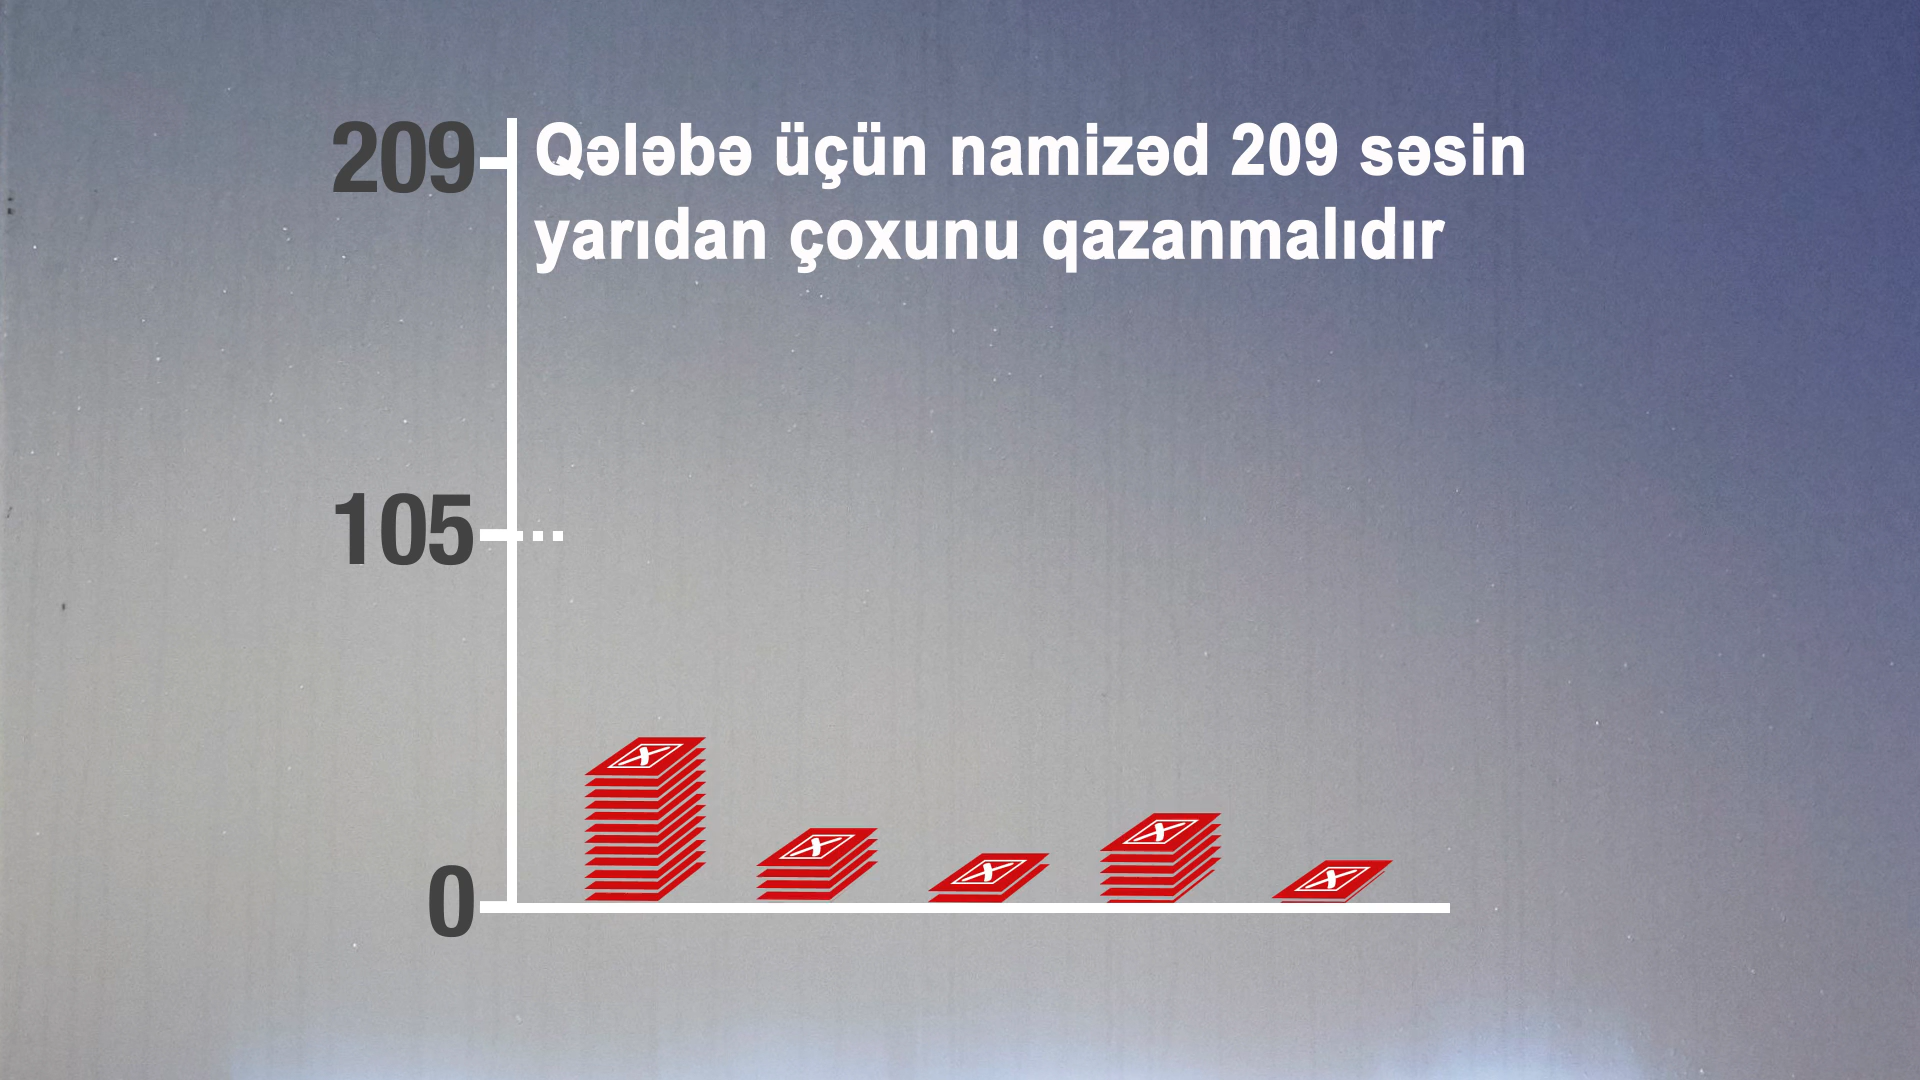 209
Qələbə üçün namizəd 209 səsin
yarıdan çoxunu qazanmalıdır
105
0